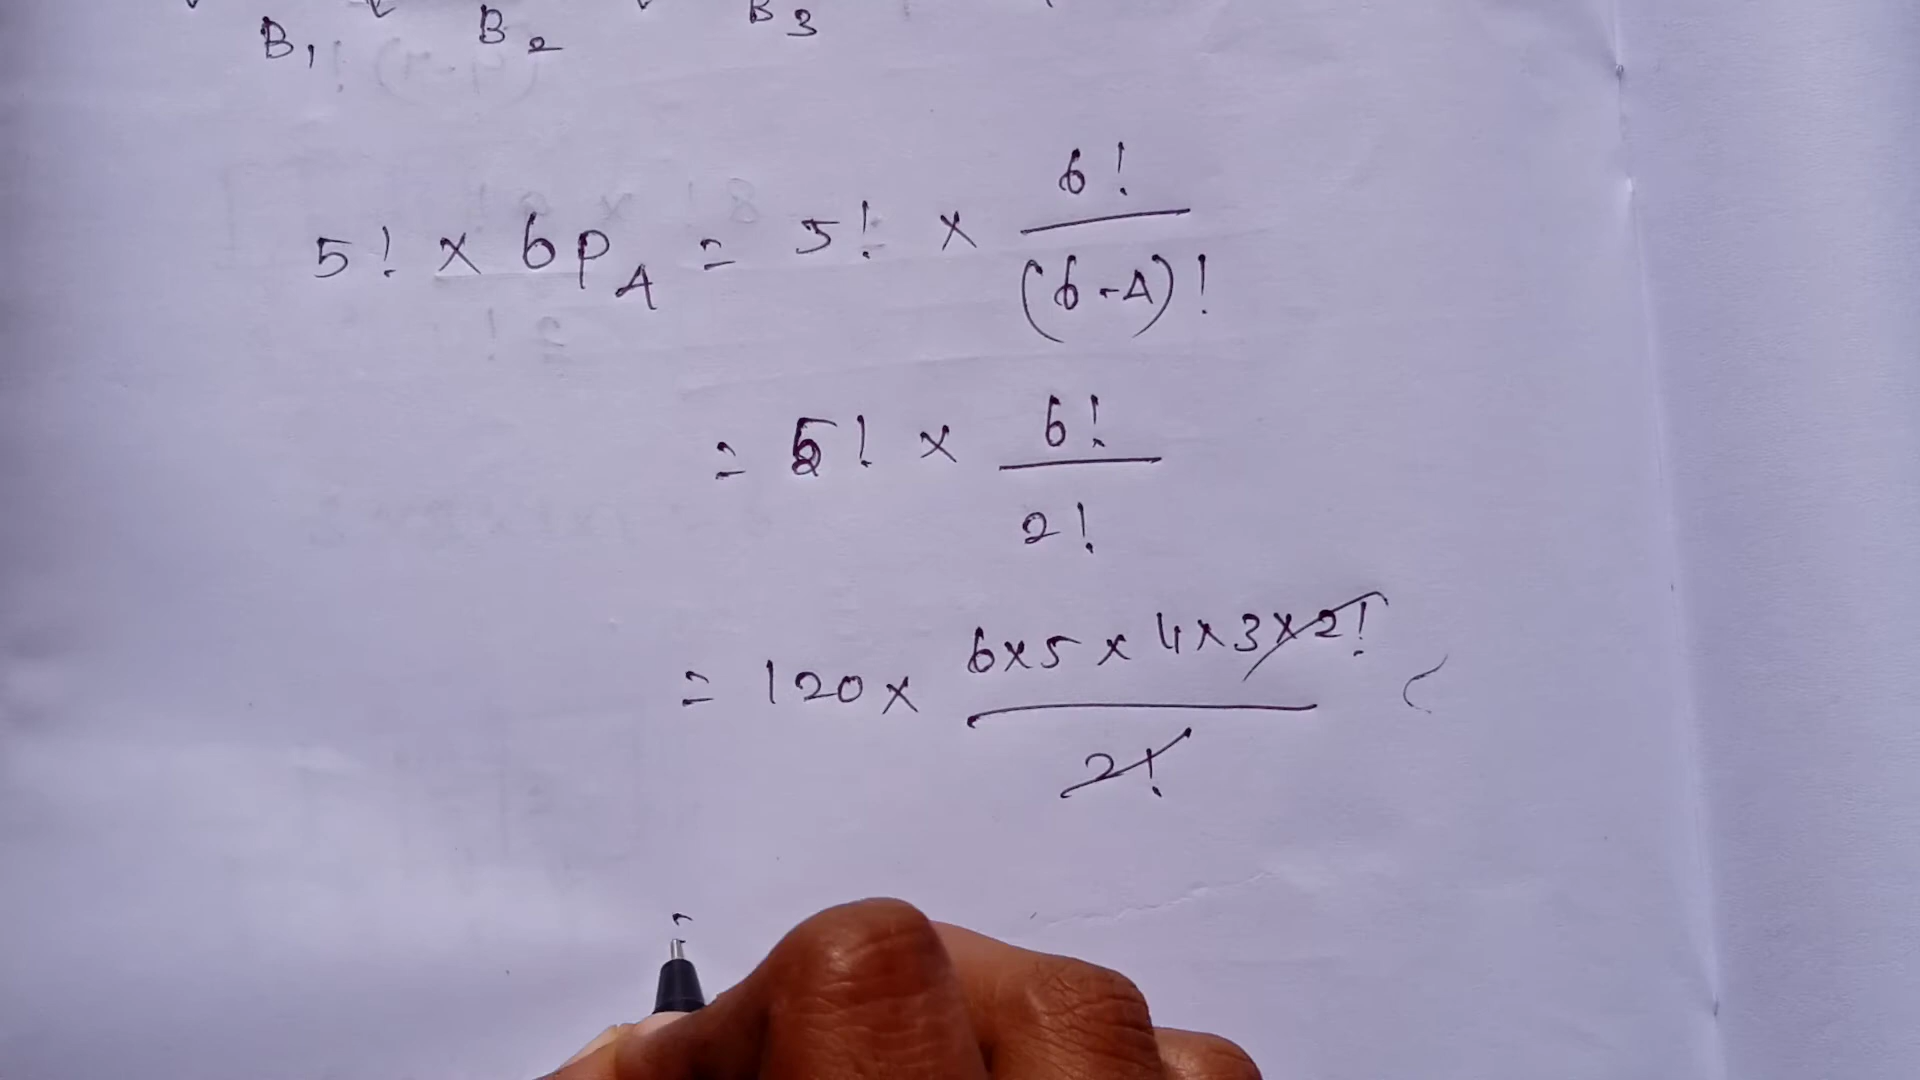 B₁ B₂ B₃
5! × 6P₄ = 5! × 6! / (6-4)!
= 5! × 6! / 2!
= 120 × 6×5×4×3×2! / 2!
=